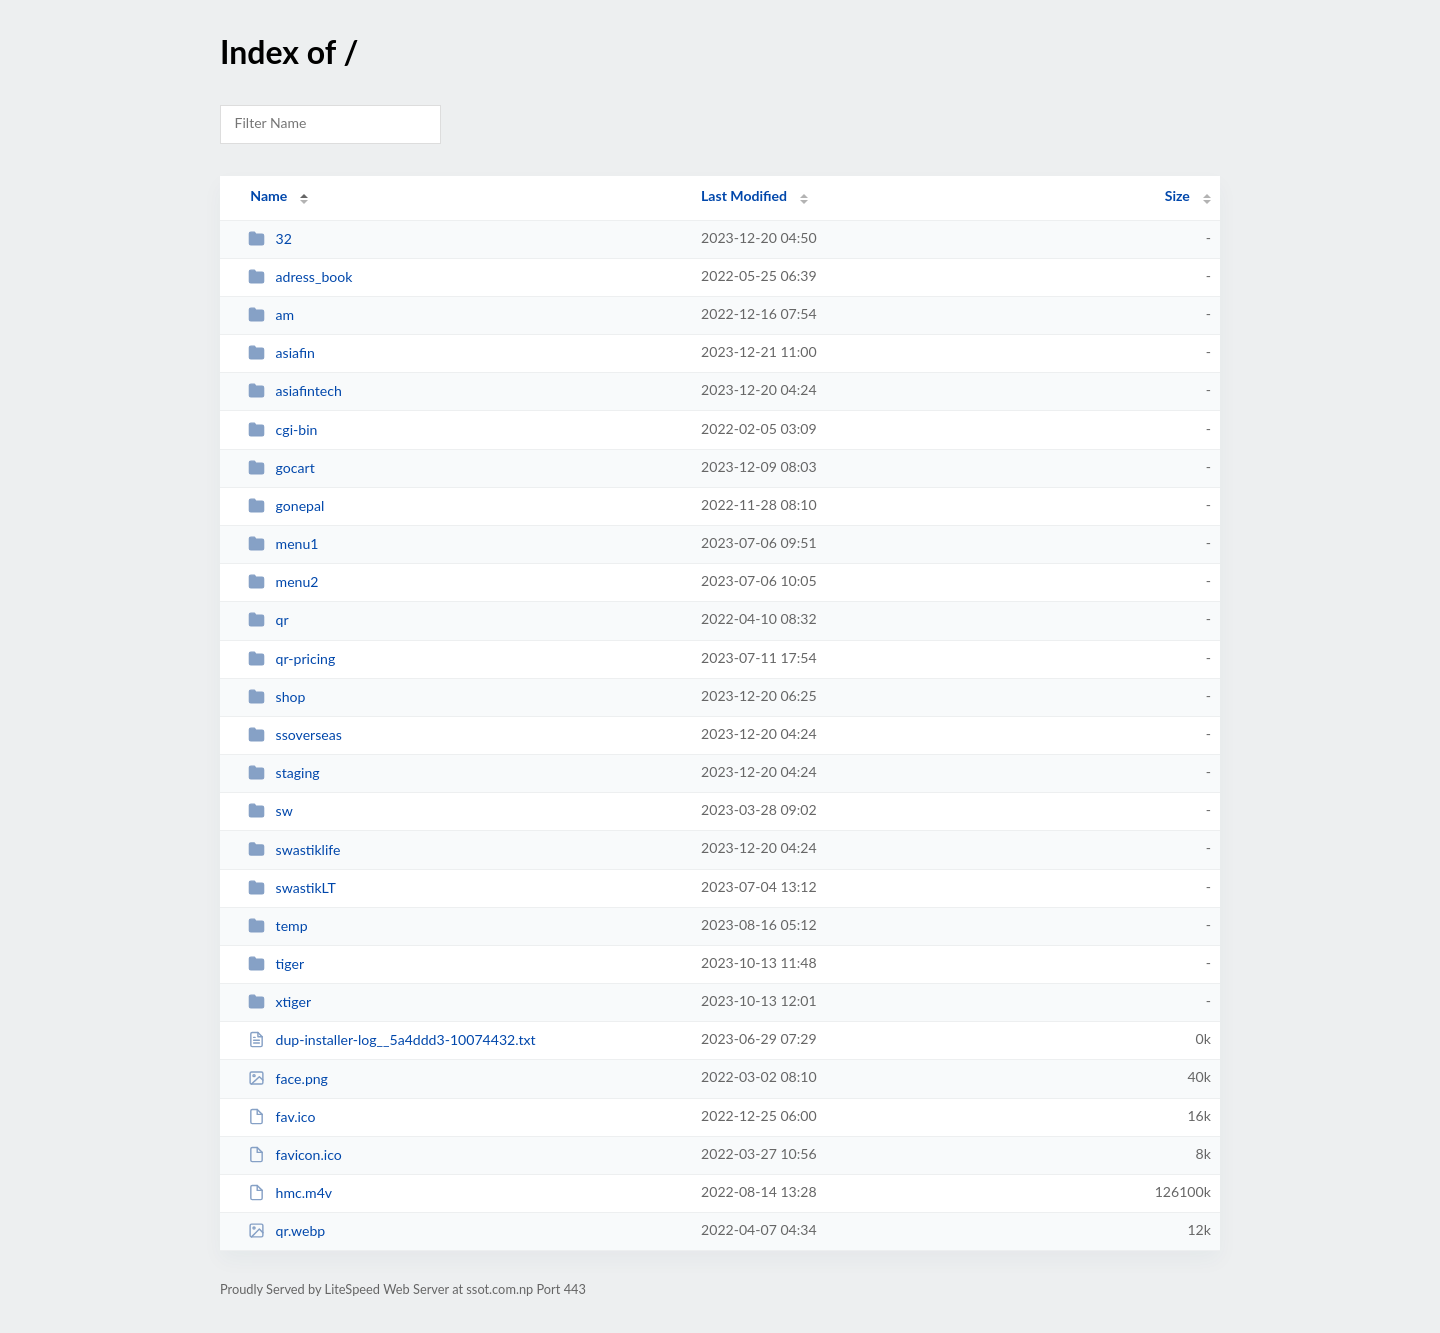 Index of /
Filter Name
Name Last Modified Size
32 2023-12-20 04:50 -
adress_book 2022-05-25 06:39 -
am 2022-12-16 07:54 -
asiafin 2023-12-21 11:00 -
asiafintech 2023-12-20 04:24 -
cgi-bin 2022-02-05 03:09 -
gocart 2023-12-09 08:03 -
gonepal 2022-11-28 08:10 -
menu1 2023-07-06 09:51 -
menu2 2023-07-06 10:05 -
qr 2022-04-10 08:32 -
qr-pricing 2023-07-11 17:54 -
shop 2023-12-20 06:25 -
ssoverseas 2023-12-20 04:24 -
staging 2023-12-20 04:24 -
sw 2023-03-28 09:02 -
swastiklife 2023-12-20 04:24 -
swastikLT 2023-07-04 13:12 -
temp 2023-08-16 05:12 -
tiger 2023-10-13 11:48 -
xtiger 2023-10-13 12:01 -
dup-installer-log__5a4ddd3-10074432.txt 2023-06-29 07:29 0k
face.png 2022-03-02 08:10 40k
fav.ico 2022-12-25 06:00 16k
favicon.ico 2022-03-27 10:56 8k
hmc.m4v 2022-08-14 13:28 126100k
qr.webp 2022-04-07 04:34 12k
Proudly Served by LiteSpeed Web Server at ssot.com.np Port 443